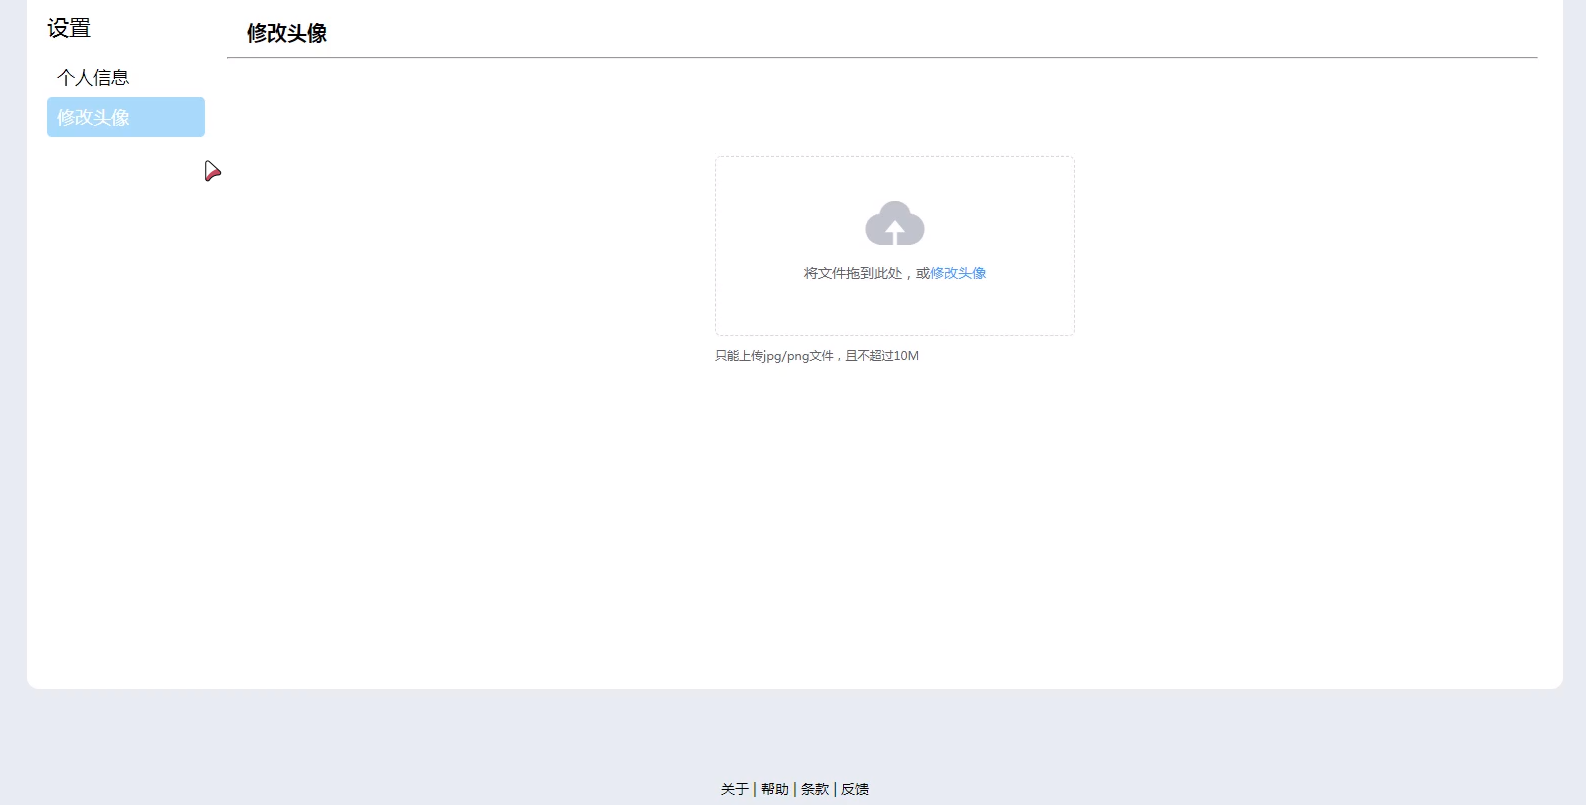 设置
个人信息
修改头像
修改头像
将文件拖到此处，或修改头像
只能上传jpg/png文件，且不超过10M
关于 | 帮助 | 条款 | 反馈